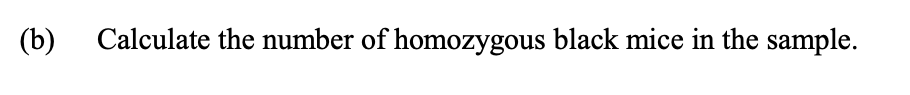 (b) Calculate the number of homozygous black mice in the sample.